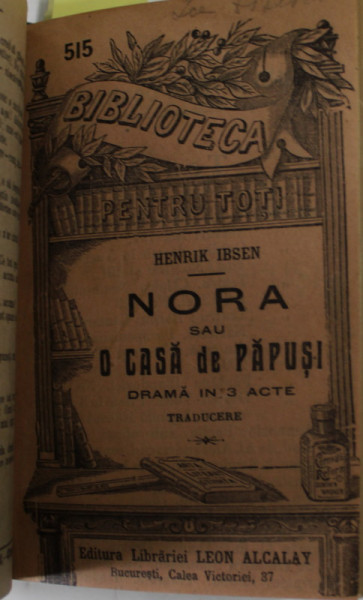 515
BIBLIOTECA
PENTRU TOȚI
HENRIK IBSEN
NORA
SAU
O CASĂ de PĂPUȘI
DRAMĂ IN 3 ACTE
TRADUCERE
Editura Librăriei LEON ALCALAY
București, Calea Victoriei, 37